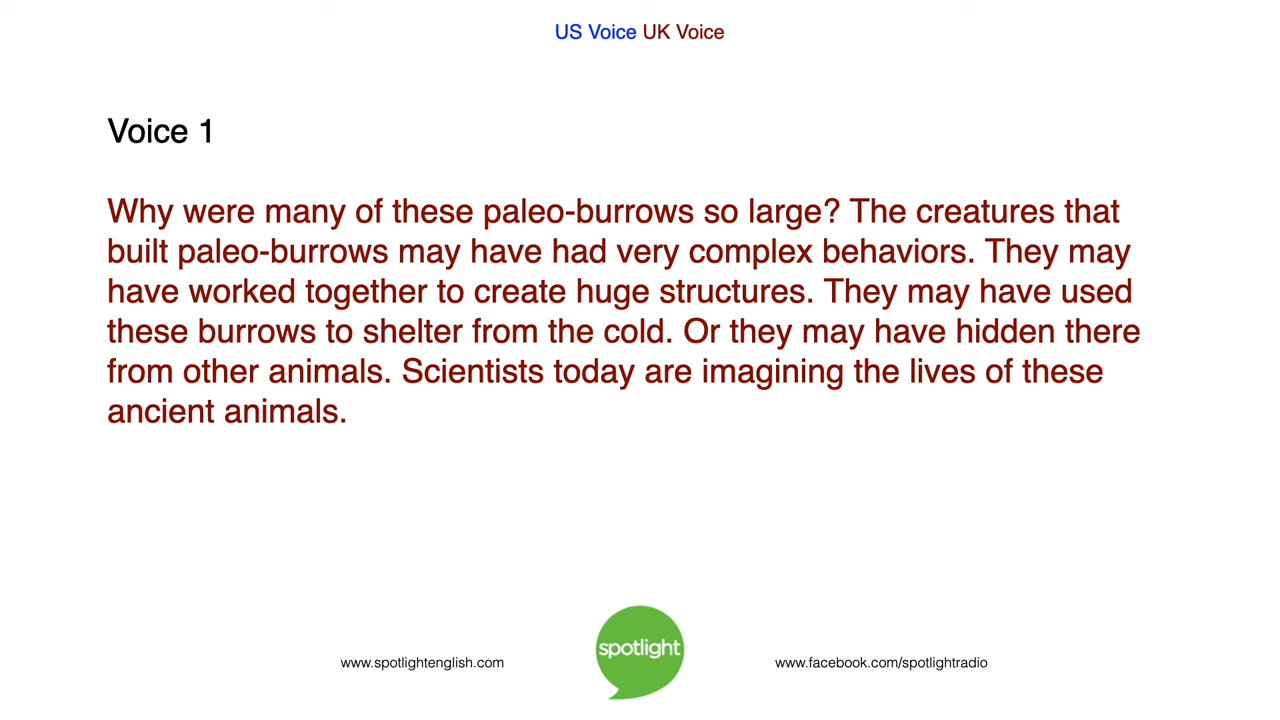 US Voice UK Voice
Voice 1
Why were many of these paleo-burrows so large? The creatures that
built paleo-burrows may have had very complex behaviors. They may
have worked together to create huge structures. They may have used
these burrows to shelter from the cold. Or they may have hidden there
from other animals. Scientists today are imagining the lives of these
ancient animals.
www.spotlightenglish.com
spotlight
www.facebook.com/spotlightradio